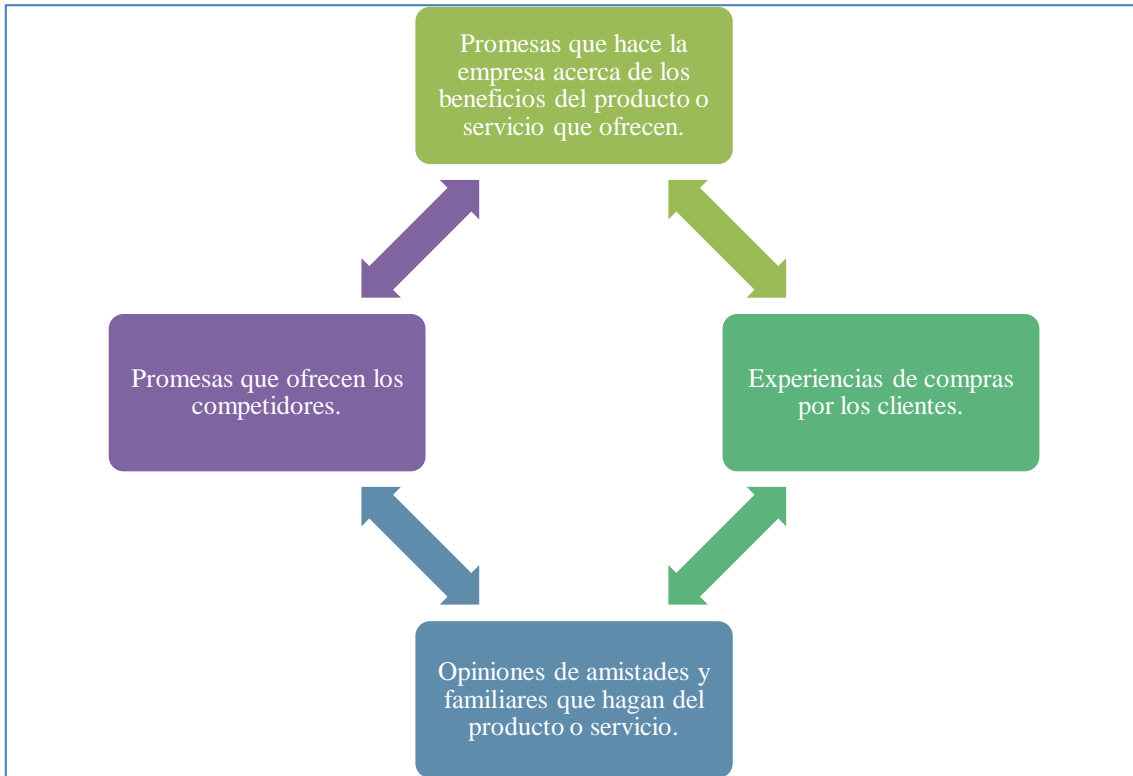 Promesas que hace la
empresa acerca de los
beneficios del producto o
servicio que ofrecen.
Promesas que ofrecen los
competidores.
Experiencias de compras
por los clientes.
Opiniones de amistades y
familiares que hagan del
producto o servicio.